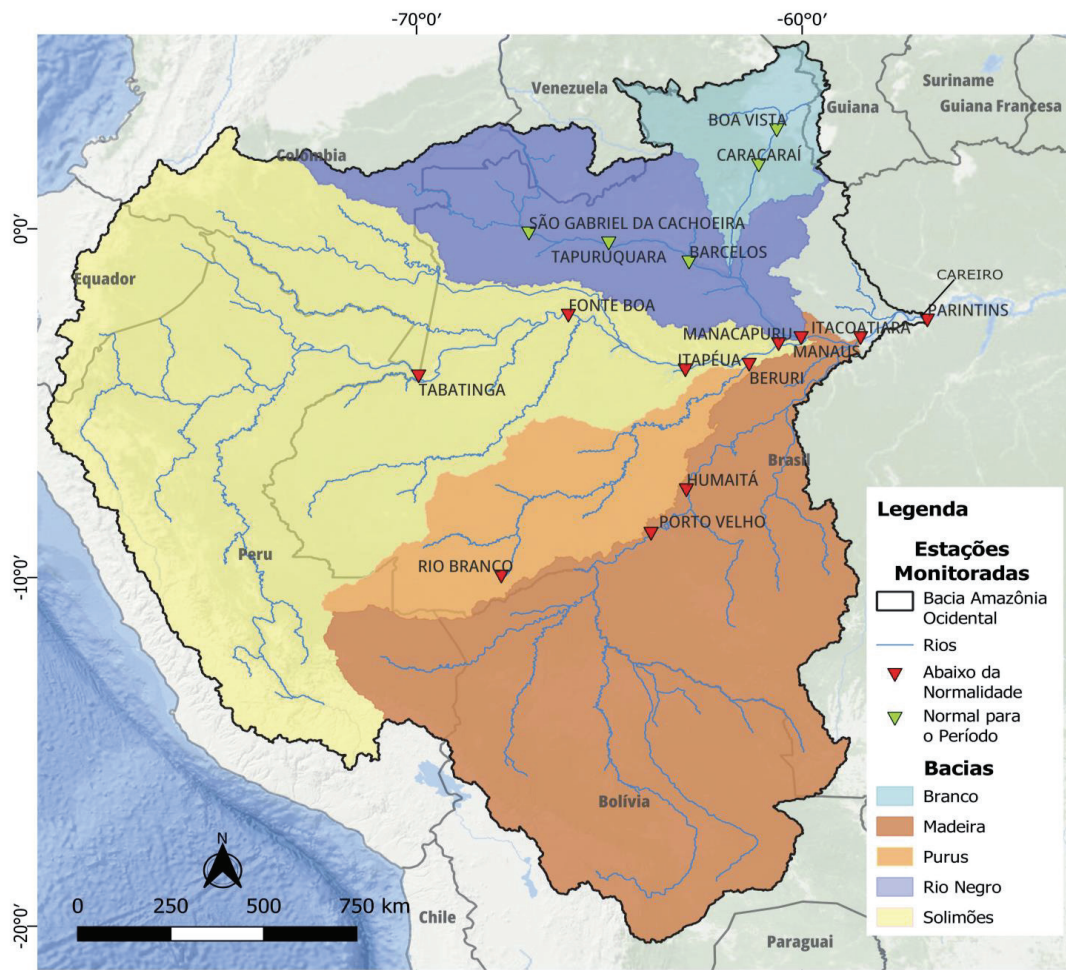 -70°0'
-60°0'
0°0'
-10°0'
-20°0'
Venezuela
Suriname
Guiana
Guiana Francesa
Colômbia
BOA VISTA
CARACARAÍ
SÃO GABRIEL DA CACHOEIRA
TAPURUQUARA
BARCELOS
Equador
CAREIRO
FONTE BOA
PARINTINS
MANACAPURU
ITACOATIARA
MANAUS
ITAPÉUA
BERURI
TABATINGA
Brasil
HUMAITÁ
PORTO VELHO
Peru
RIO BRANCO
Bolívia
Chile
Paraguai
N
0 250 500 750 km
Legenda
Estações
Monitoradas
Bacia Amazônia
Ocidental
Rios
Abaixo da
Normalidade
Normal para
o Período
Bacias
Branco
Madeira
Purus
Rio Negro
Solimões